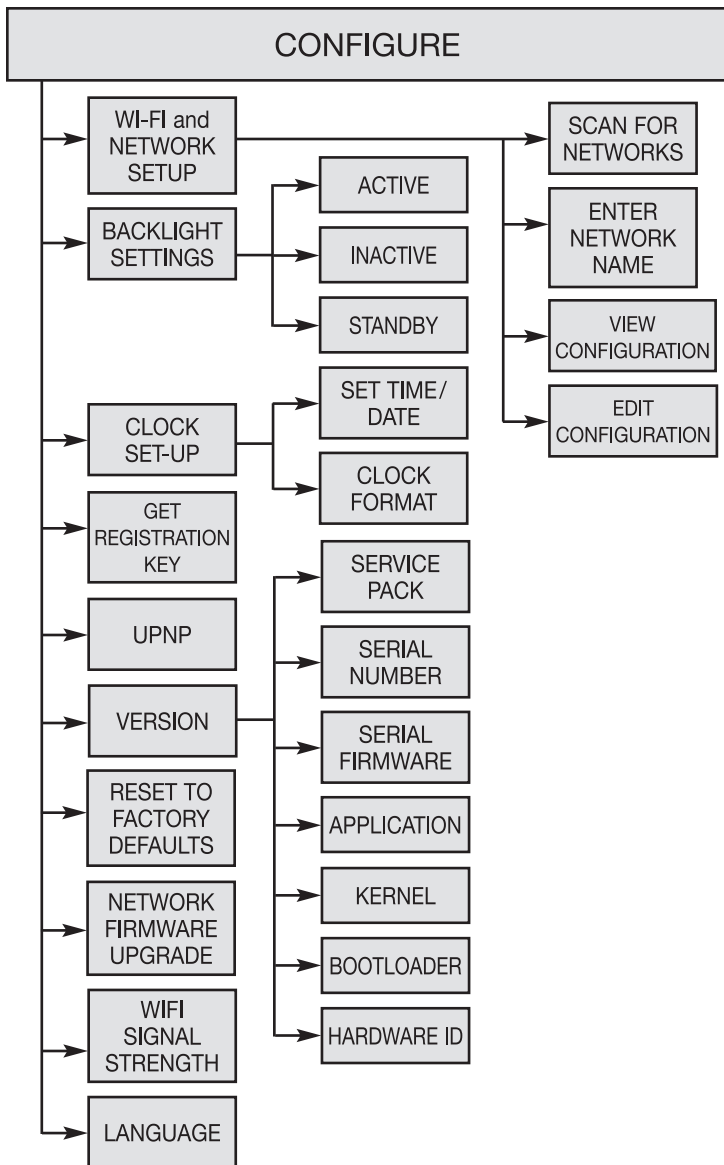 CONFIGURE
WI-FI and
NETWORK
SETUP
SCAN FOR
NETWORKS
ENTER
NETWORK
NAME
VIEW
CONFIGURATION
EDIT
CONFIGURATION
BACKLIGHT
SETTINGS
ACTIVE
INACTIVE
STANDBY
CLOCK
SET-UP
SET TIME/
DATE
CLOCK
FORMAT
GET
REGISTRATION
KEY
UPNP
VERSION
SERVICE
PACK
SERIAL
NUMBER
SERIAL
FIRMWARE
APPLICATION
KERNEL
BOOTLOADER
HARDWARE ID
RESET TO
FACTORY
DEFAULTS
NETWORK
FIRMWARE
UPGRADE
WIFI
SIGNAL
STRENGTH
LANGUAGE